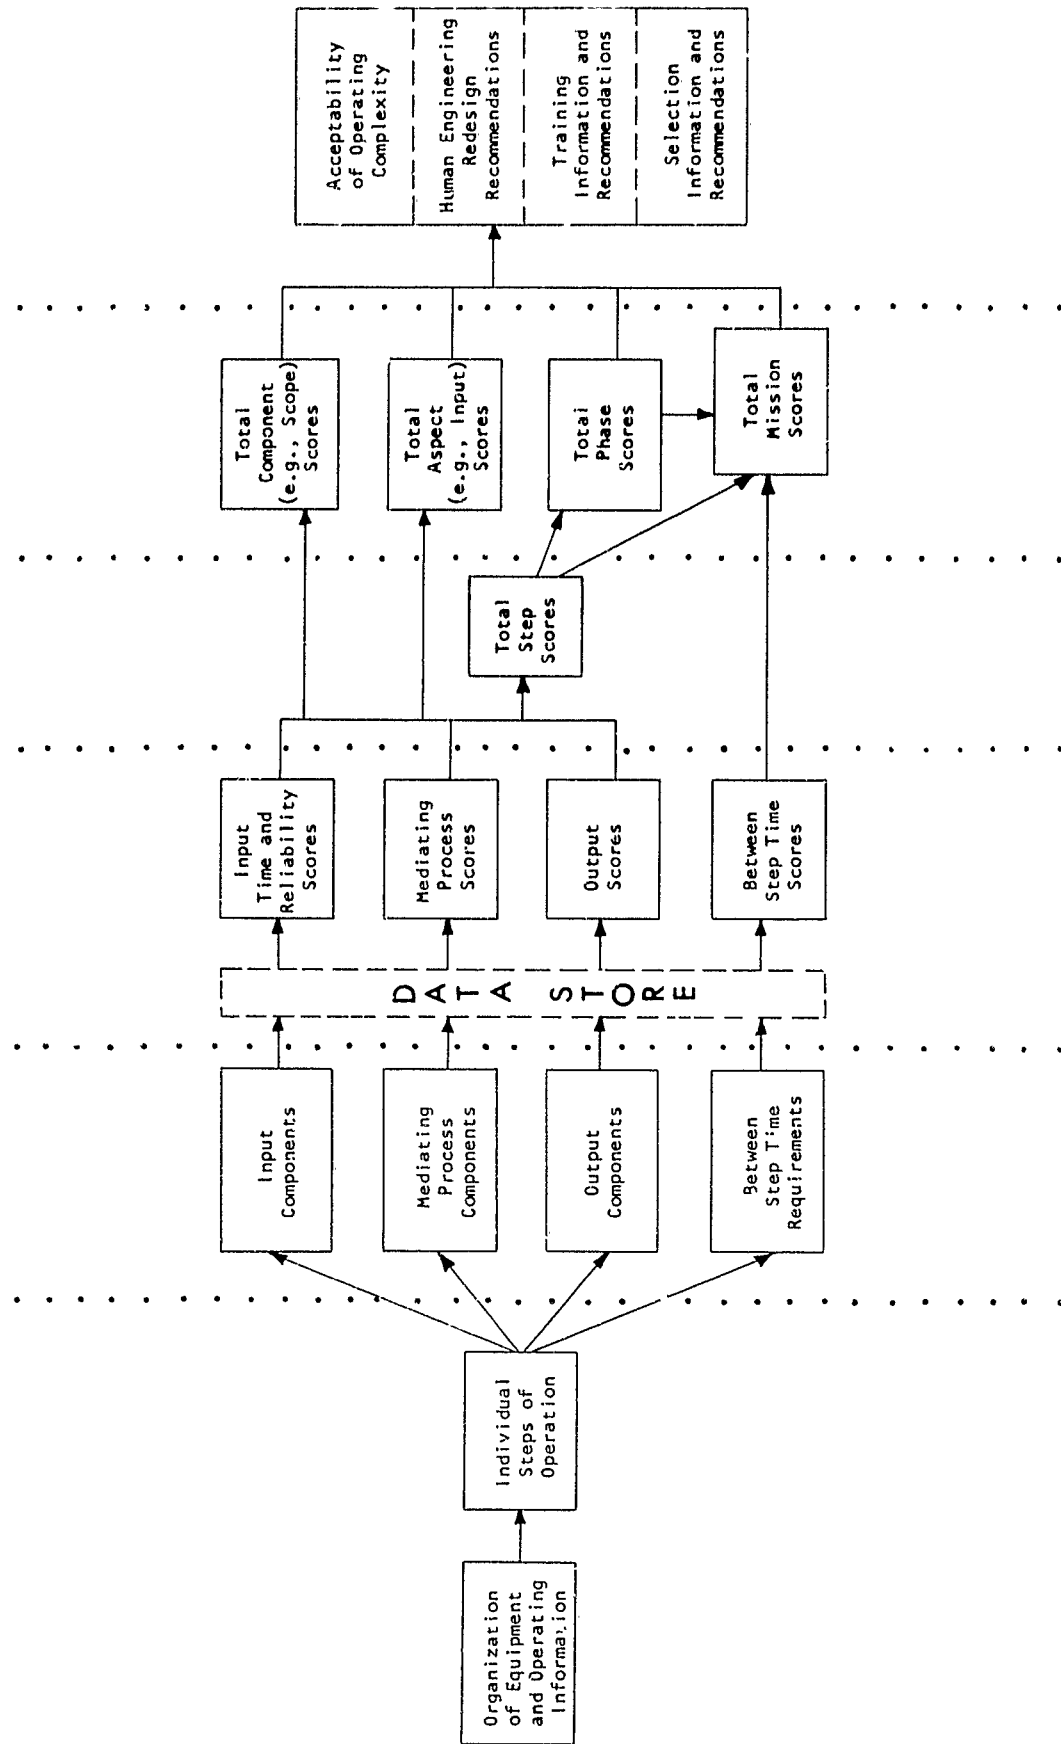 Organization
of Equipment
and Operating
Information
Individual
Steps of
Operation
Input
Components
Mediating
Process
Components
Output
Components
Between
Step Time
Requirements
DATA STORE
Input
Time and
Reliability
Scores
Mediating
Process
Scores
Output
Scores
Between
Step Time
Scores
Total
Step
Scores
Total
Component
(e.g., Scope)
Scores
Total
Aspect
(e.g., Input)
Scores
Total
Phase
Scores
Total
Mission
Scores
Acceptability
of Operating
Complexity
Human Engineering
Redesign
Recommendations
Training
Information and
Recommendations
Selection
Information and
Recommendations